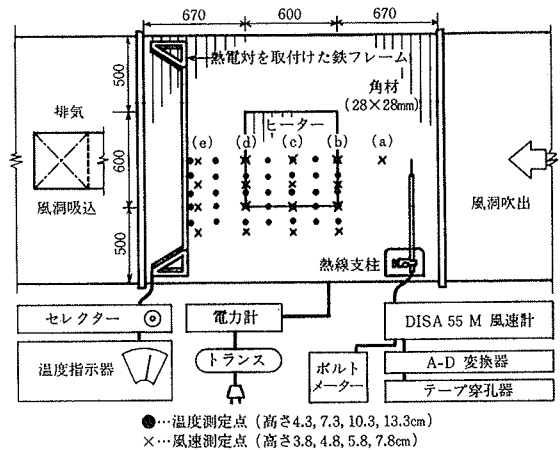 670 600 670
熱電対を取付けた鉄フレーム
500
角材
(28×28mm)
排気
ヒーター
600
(e) (d) (c) (b) (a)
風洞吸込
風洞吹出
500
熱線支柱
セレクター
電力計
DISA 55 M 風速計
温度指示器
トランス
ボルト
メーター
A-D 変換器
テープ穿孔器
●…温度測定点(高さ4.3, 7.3, 10.3, 13.3cm)
×…風速測定点(高さ3.8, 4.8, 5.8, 7.8cm)